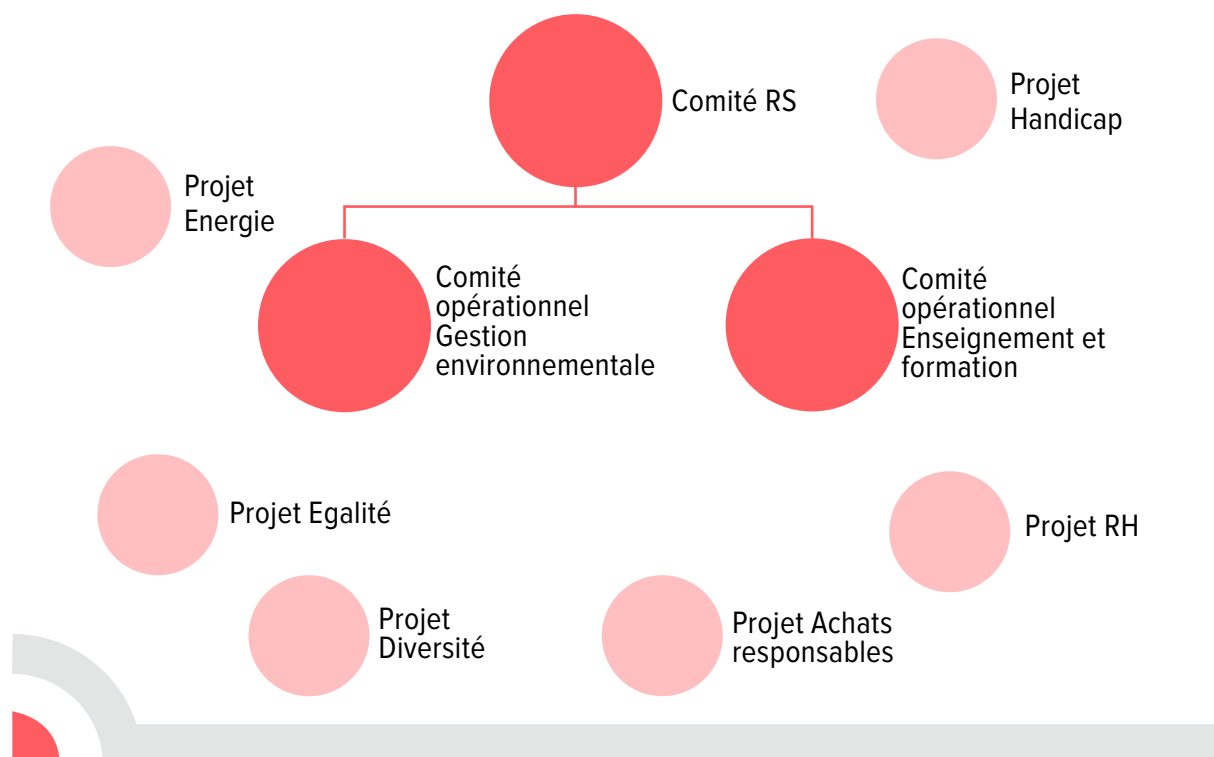 Comité RS
Projet
Handicap
Projet
Energie
Comité
opérationnel
Gestion
environnementale
Comité
opérationnel
Enseignement et
formation
Projet Egalité
Projet RH
Projet
Diversité
Projet Achats
responsables